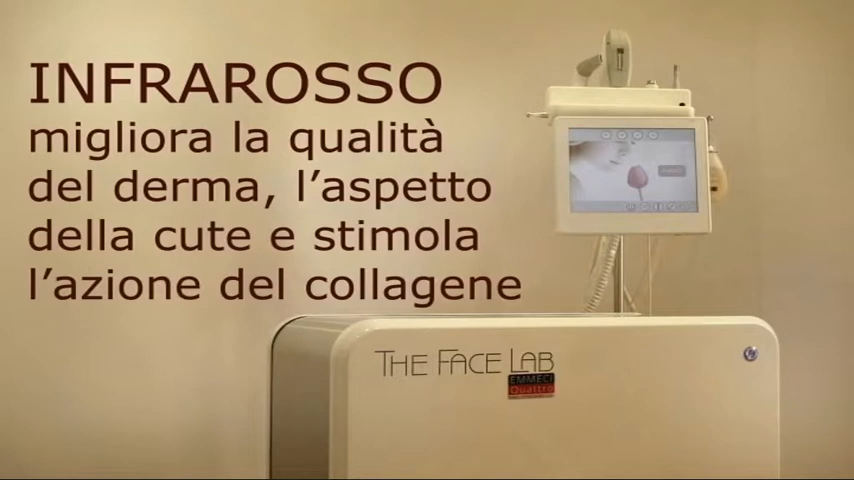 INFRAROSSO
migliora la qualità
del derma, l'aspetto
della cute e stimola
l'azione del collagene
THE FACE LAB
EMMECI
Quattro